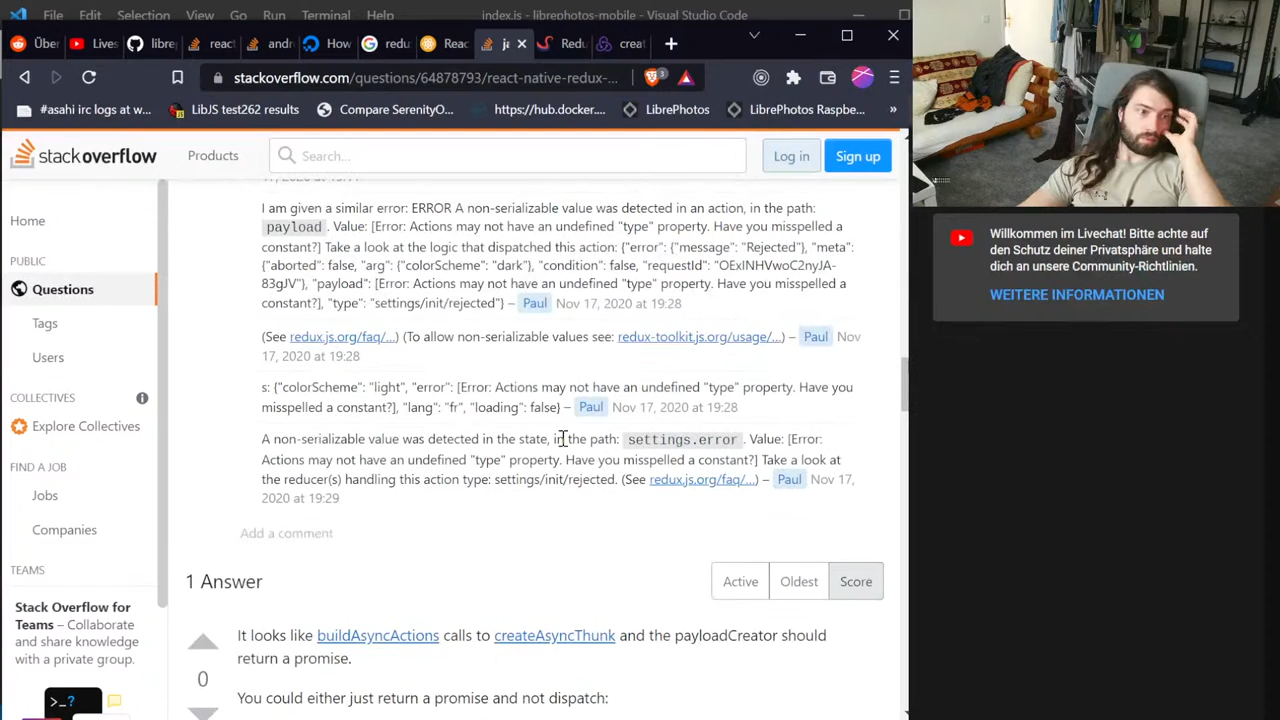 File Edit Selection View Go Run Terminal Help index.js - librephotos-mobile - Visual Studio Code
Über Lives libre react andr How redu Reac ja Redu creat
stackoverflow.com/questions/64878793/react-native-redux-... 3
#asahi irc logs at w... LibJS test262 results Compare SerenityO... https://hub.docker.... LibrePhotos LibrePhotos Raspbe... »
stackoverflow Products Search... Log in Sign up
Home
PUBLIC
Questions
Tags
Users
COLLECTIVES
Explore Collectives
FIND A JOB
Jobs
Companies
TEAMS
Stack Overflow for
Teams – Collaborate
and share knowledge
with a private group.
>_?
I am given a similar error: ERROR A non-serializable value was detected in an action, in the path:
payload . Value: [Error: Actions may not have an undefined "type" property. Have you misspelled a
constant?] Take a look at the logic that dispatched this action: {"error": {"message": "Rejected"}, "meta":
{"aborted": false, "arg": {"colorScheme": "dark"}, "condition": false, "requestId": "OExINHVwoC2nyJA-
83gJV"}, "payload": [Error: Actions may not have an undefined "type" property. Have you misspelled a
constant?], "type": "settings/init/rejected"} – Paul Nov 17, 2020 at 19:28
(See redux.js.org/faq/...) (To allow non-serializable values see: redux-toolkit.js.org/usage/...) – Paul Nov
17, 2020 at 19:28
s: {"colorScheme": "light", "error": [Error: Actions may not have an undefined "type" property. Have you
misspelled a constant?], "lang": "fr", "loading": false} – Paul Nov 17, 2020 at 19:28
A non-serializable value was detected in the state, in the path: settings.error . Value: [Error:
Actions may not have an undefined "type" property. Have you misspelled a constant?] Take a look at
the reducer(s) handling this action type: settings/init/rejected. (See redux.js.org/faq/...) – Paul Nov 17,
2020 at 19:29
Add a comment
1 Answer Active Oldest Score
It looks like buildAsyncActions calls to createAsyncThunk and the payloadCreator should
return a promise.
0
You could either just return a promise and not dispatch:
Willkommen im Livechat! Bitte achte auf
den Schutz deiner Privatsphäre und halte
dich an unsere Community-Richtlinien.
WEITERE INFORMATIONEN